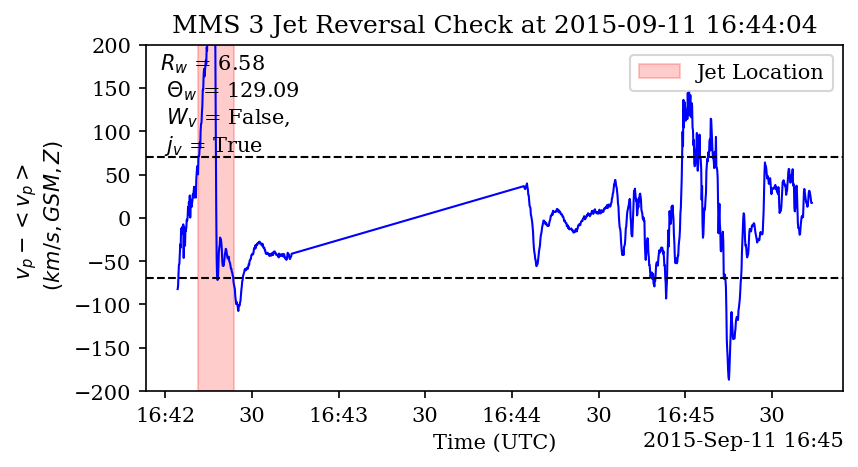 MMS 3 Jet Reversal Check at 2015-09-11 16:44:04
200
150
100
50
0
−50
−100
−150
−200
v_p − < v_p >
(km/s, GSM, Z)
R_w = 6.58
Θ_w = 129.09
W_v = False,
j_v = True
Jet Location
16:42 30 16:43 30 16:44 30 16:45 30
Time (UTC)
2015-Sep-11 16:45